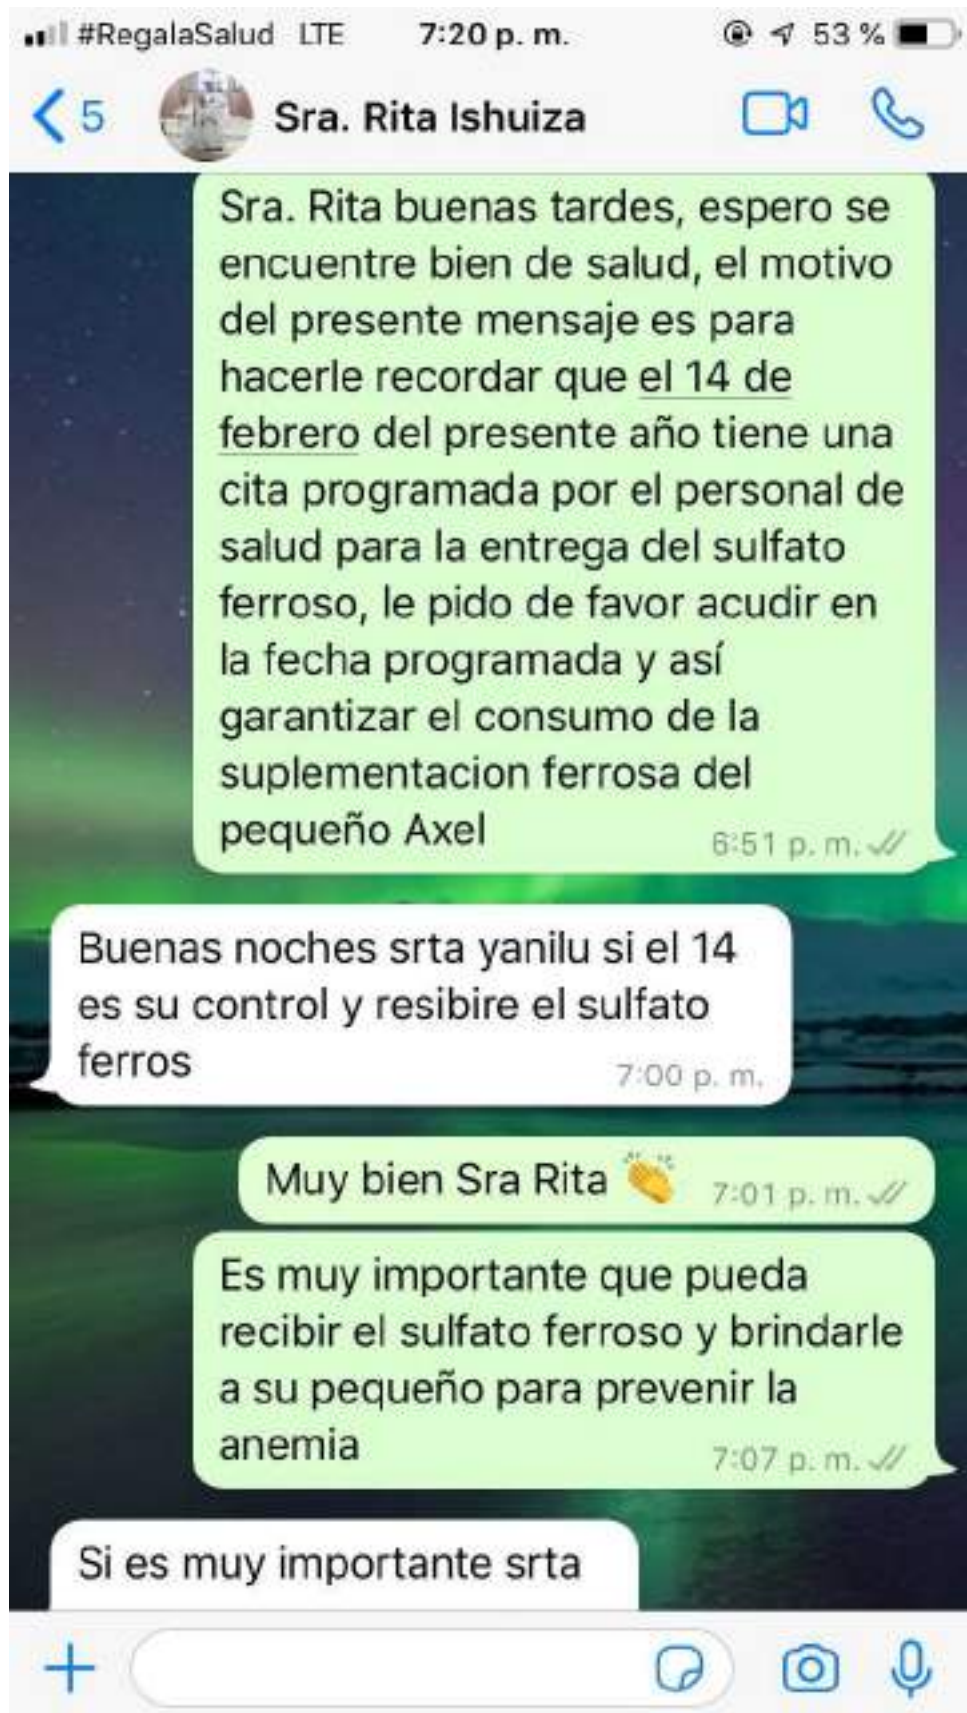 #RegalaSalud LTE 7:20 p. m. 53 %
5 Sra. Rita Ishuiza
Sra. Rita buenas tardes, espero se
encuentre bien de salud, el motivo
del presente mensaje es para
hacerle recordar que el 14 de
febrero del presente año tiene una
cita programada por el personal de
salud para la entrega del sulfato
ferroso, le pido de favor acudir en
la fecha programada y así
garantizar el consumo de la
suplementacion ferrosa del
pequeño Axel
6:51 p. m.
Buenas noches srta yanilu si el 14
es su control y resibire el sulfato
ferros
7:00 p. m.
Muy bien Sra Rita 👏 7:01 p. m.
Es muy importante que pueda
recibir el sulfato ferroso y brindarle
a su pequeño para prevenir la
anemia
7:07 p. m.
Si es muy importante srta